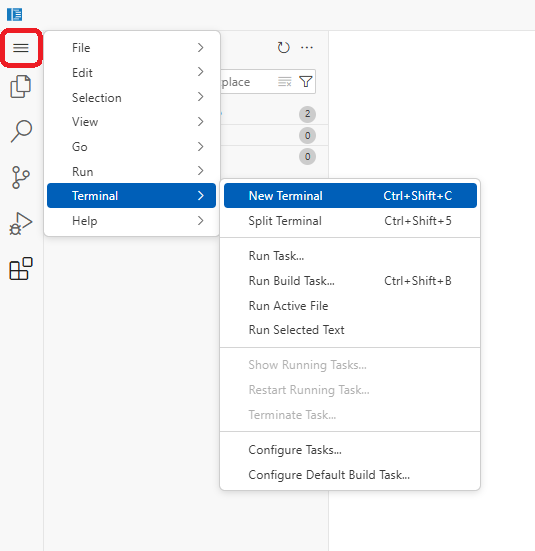 File
Edit
Selection
View
Go
Run
Terminal
Help
place
2
0
0
New Terminal Ctrl+Shift+C
Split Terminal Ctrl+Shift+5
Run Task...
Run Build Task... Ctrl+Shift+B
Run Active File
Run Selected Text
Show Running Tasks...
Restart Running Task...
Terminate Task...
Configure Tasks...
Configure Default Build Task...